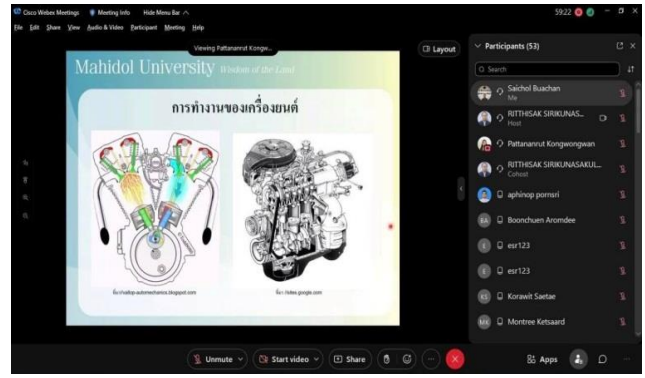 Cisco Webex Meetings Meeting Info Hide Menu Bar 59:22
File Edit Share View Audio & Video Participant Meeting Help
Viewing Pattananrut Kongw...
Layout
Mahidol University Wisdom of the Land
การทำงานของเครื่องยนต์
Participants (53)
Search
Saichol Buachan
Me
RITTHISAK SIRIKUNAS...
Host
Pattananrut Kongwongwan
RITTHISAK SIRIKUNASAKUL...
Cohost
aphinop pornsri
BA Boonchuen Aromdee
E esr123
E esr123
KS Korawit Saetae
MK Montree Ketsaard
Unmute Start video Share Apps